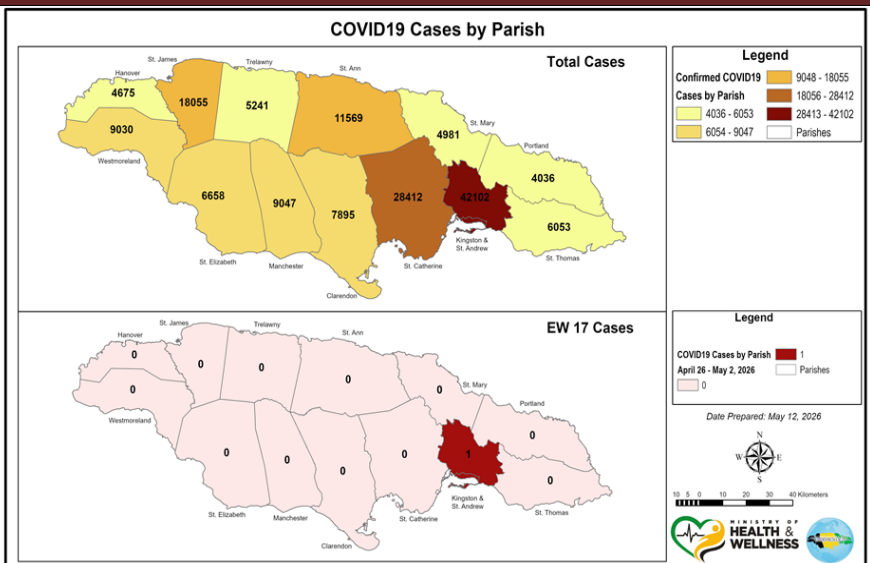 COVID19 Cases by Parish
Total Cases
Hanover
St. James
Trelawny
St. Ann
St. Mary
Portland
Westmoreland
St. Elizabeth
Manchester
Clarendon
St. Catherine
Kingston &
St. Andrew
St. Thomas
4675
18055
5241
11569
4981
4036
9030
6658
9047
7895
28412
42102
6053
Legend
Confirmed COVID19
Cases by Parish
4036 - 6053
6054 - 9047
9048 - 18055
18056 - 28412
28413 - 42102
Parishes
EW 17 Cases
Hanover
St. James
Trelawny
St. Ann
St. Mary
Portland
Westmoreland
St. Elizabeth
Manchester
Clarendon
St. Catherine
Kingston &
St. Andrew
St. Thomas
0
0
0
0
0
0
0
0
0
0
0
1
0
Legend
COVID19 Cases by Parish
April 26 - May 2, 2026
0
1
Parishes
Date Prepared: May 12, 2026
N
W E
S
10 5 0 10 20 30 40 Kilometers
MINISTRY OF
HEALTH &
WELLNESS